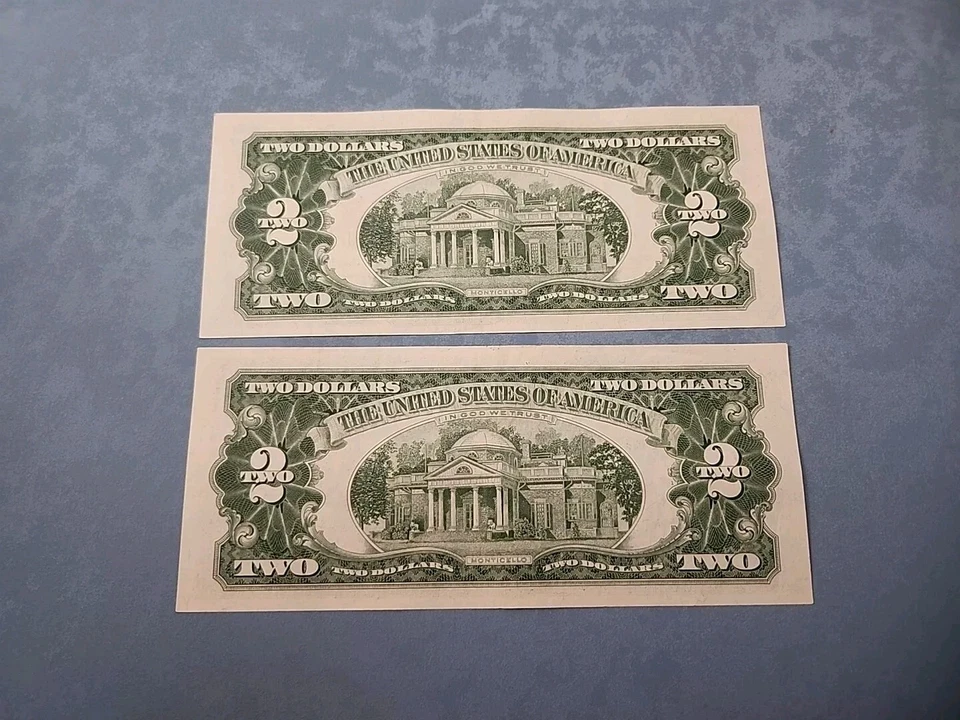 TWO DOLLARS TWO DOLLARS
THE UNITED STATES OF AMERICA
IN GOD WE TRUST
2 2
TWO TWO
MONTICELLO
TWO TWO DOLLARS TWO DOLLARS TWO
TWO DOLLARS TWO DOLLARS
THE UNITED STATES OF AMERICA
IN GOD WE TRUST
2 2
TWO TWO
MONTICELLO
TWO TWO DOLLARS TWO DOLLARS TWO